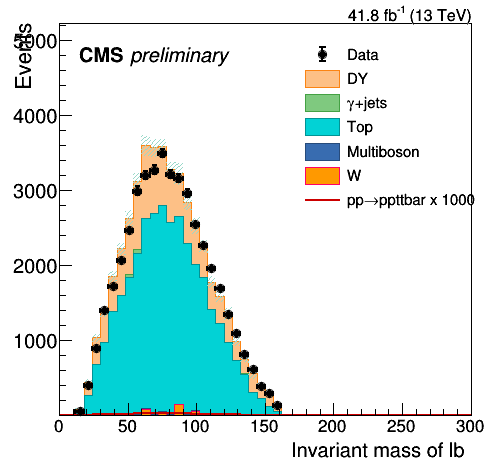 41.8 fb⁻¹ (13 TeV)
Events
CMS preliminary
Data
DY
γ+jets
Top
Multiboson
W
pp→ppttbar x 1000
5000
4000
3000
2000
1000
0 50 100 150 200 250 300
Invariant mass of lb